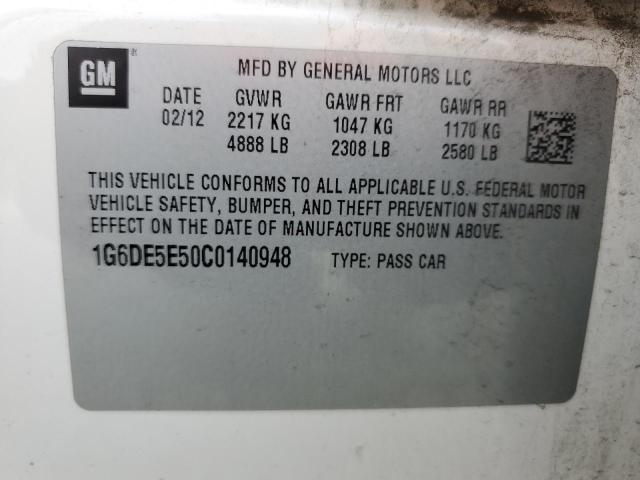 GM
MFD BY GENERAL MOTORS LLC
DATE GVWR GAWR FRT GAWR RR
02/12 2217 KG 1047 KG 1170 KG
4888 LB 2308 LB 2580 LB
THIS VEHICLE CONFORMS TO ALL APPLICABLE U.S. FEDERAL MOTOR
VEHICLE SAFETY, BUMPER, AND THEFT PREVENTION STANDARDS IN
EFFECT ON THE DATE OF MANUFACTURE SHOWN ABOVE.
1G6DE5E50C0140948 TYPE: PASS CAR